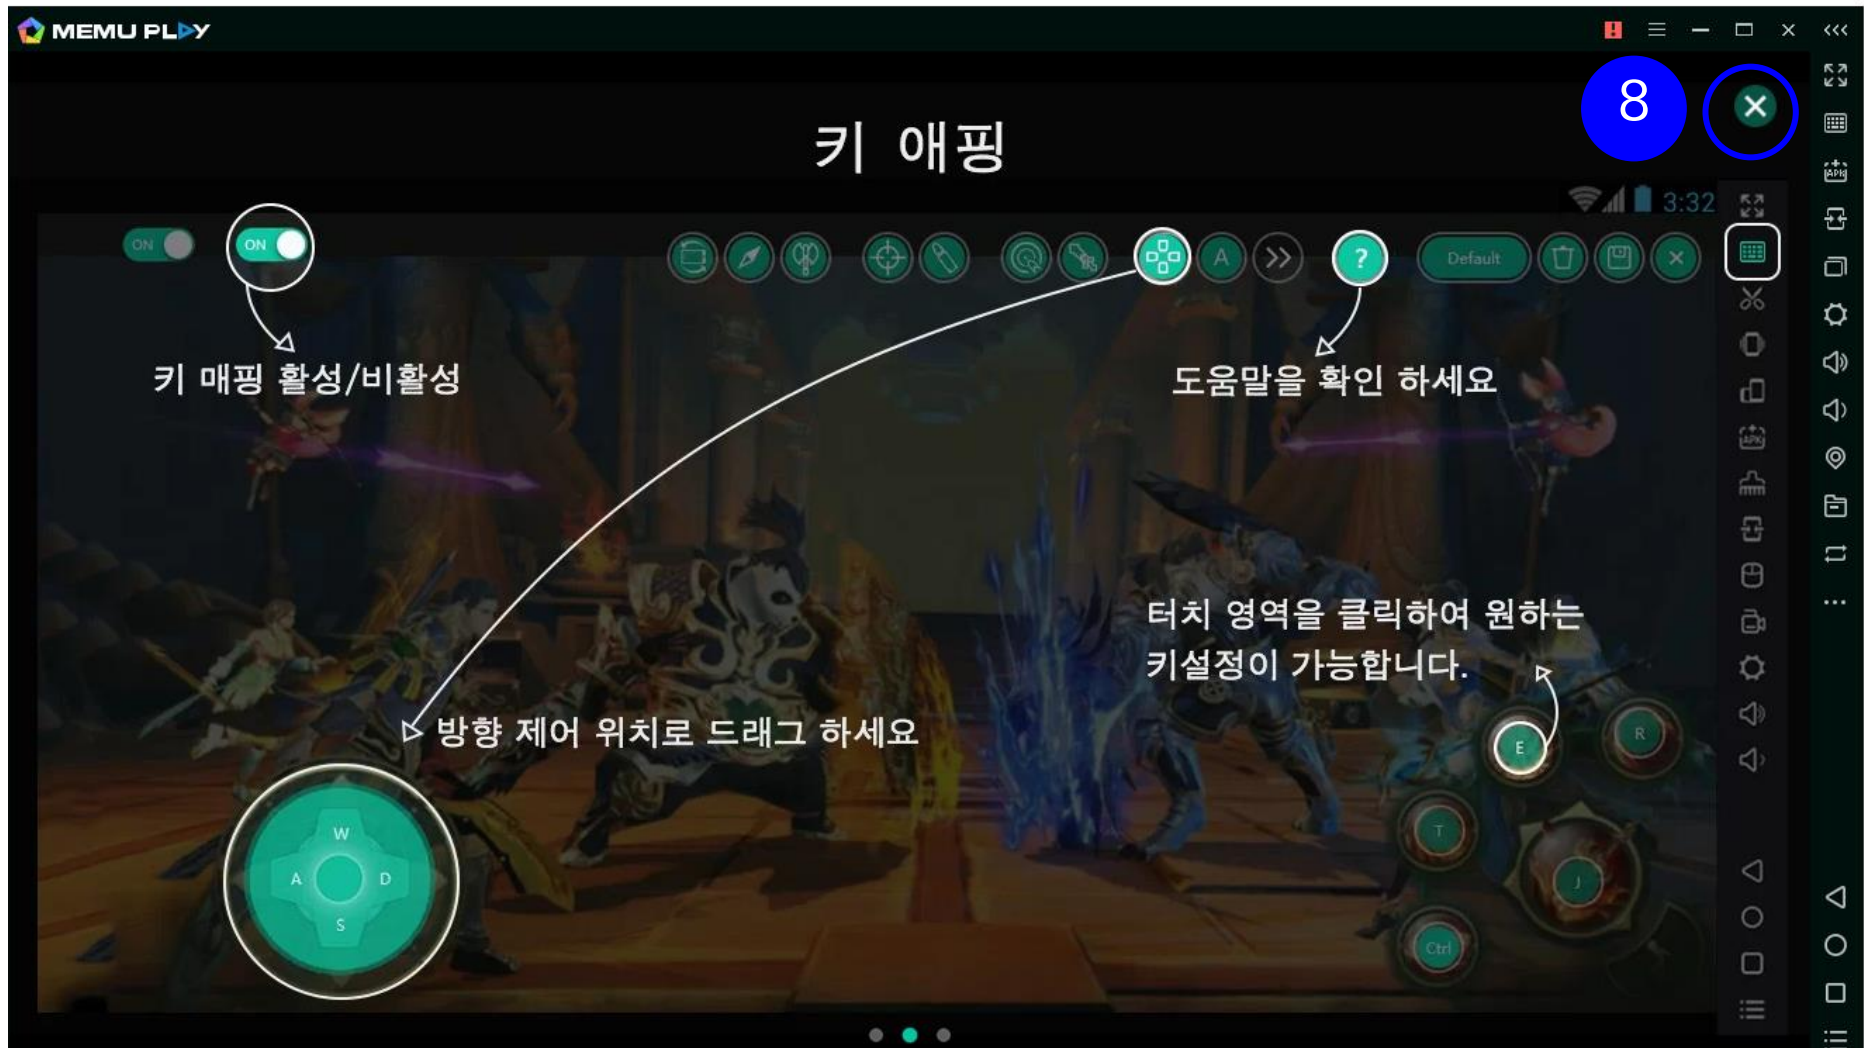 MEMU PLAY
8
키 애핑
3:32
ON
ON
A
?
Default
APK
APK
키 매핑 활성/비활성
도움말을 확인 하세요
터치 영역을 클릭하여 원하는
키설정이 가능합니다.
방향 제어 위치로 드래그 하세요
E
R
W
T
A
D
J
S
Ctrl